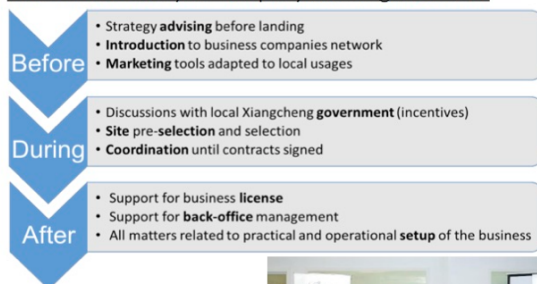 Before
• Strategy advising before landing
• Introduction to business companies network
• Marketing tools adapted to local usages
During
• Discussions with local Xiangcheng government (incentives)
• Site pre-selection and selection
• Coordination until contracts signed
After
• Support for business license
• Support for back-office management
• All matters related to practical and operational setup of the business